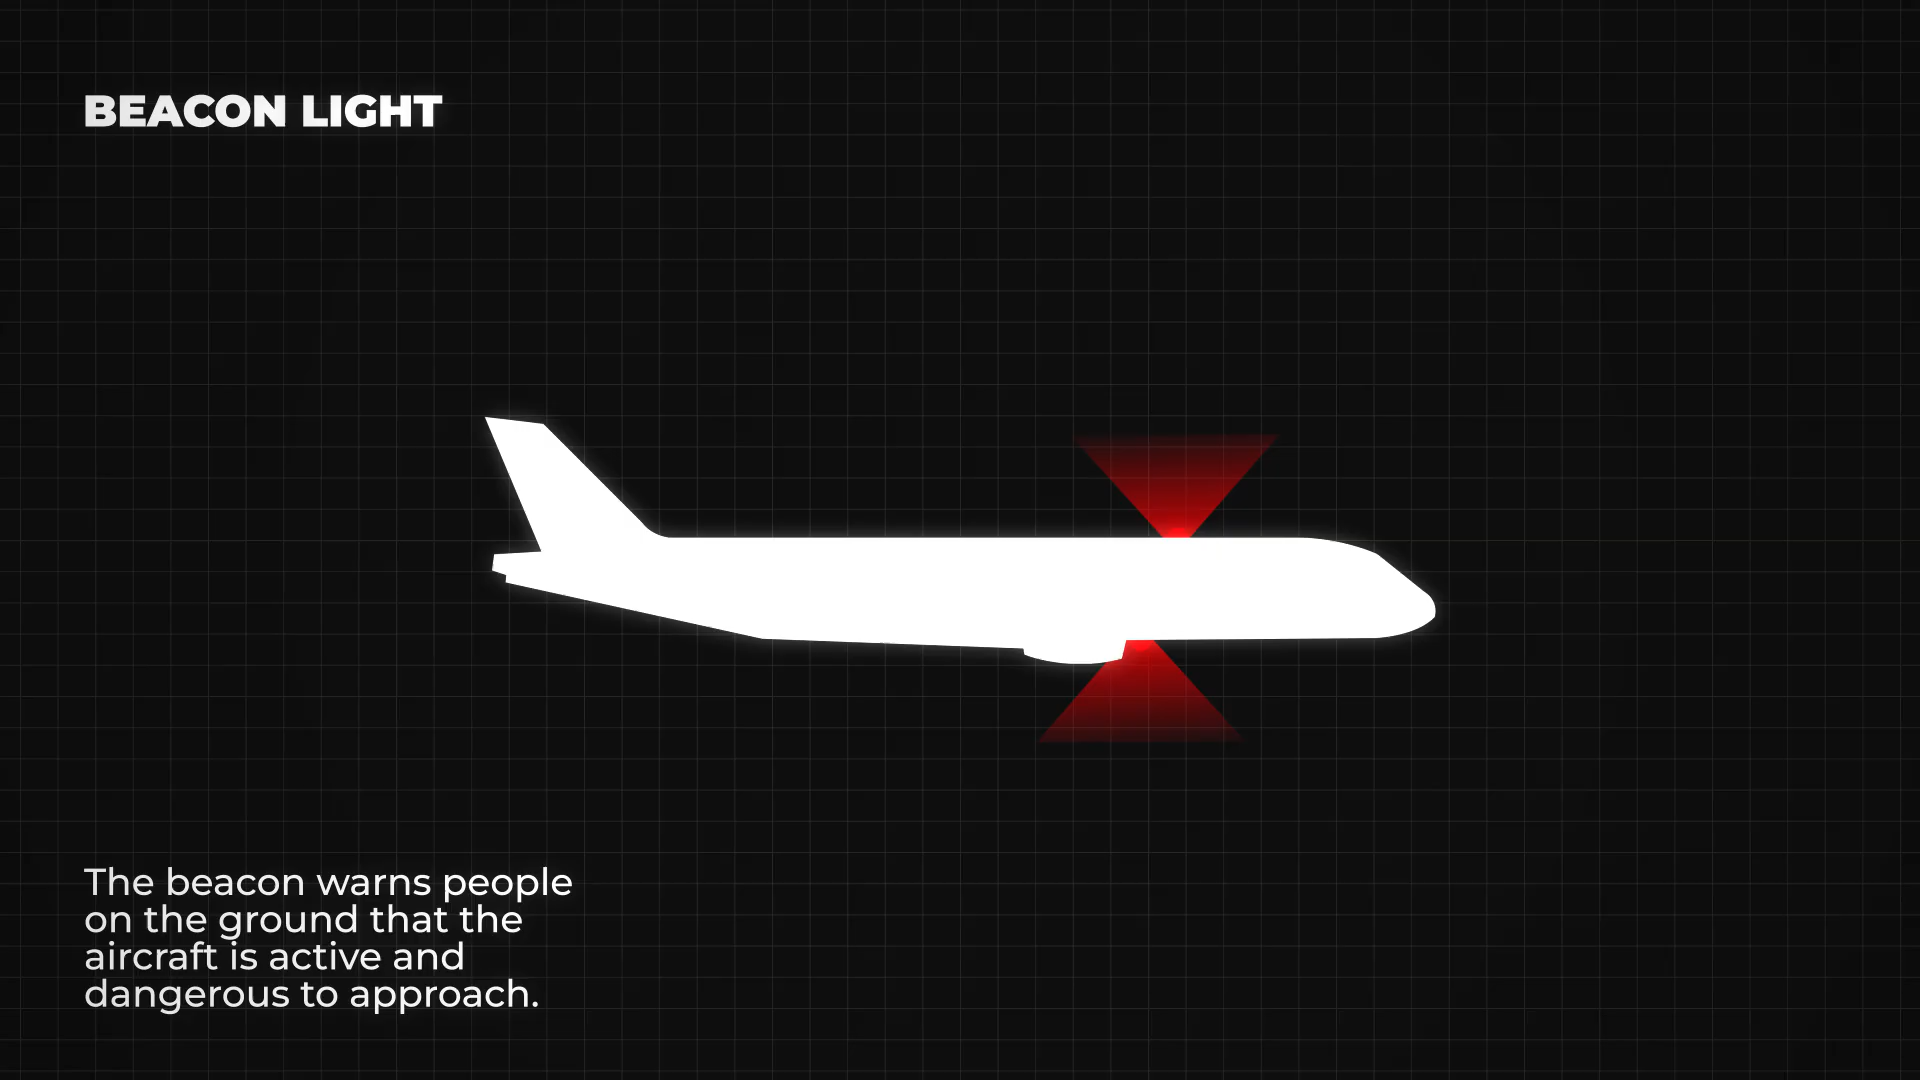 BEACON LIGHT
The beacon warns people
on the ground that the
aircraft is active and
dangerous to approach.